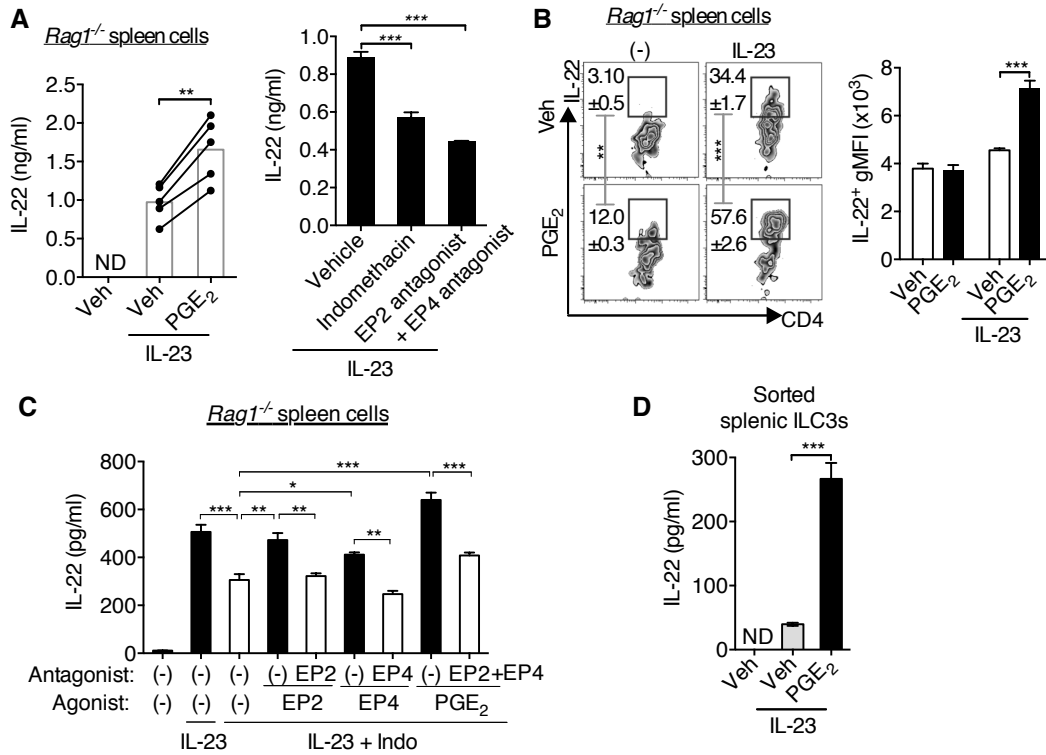 A
Rag1-/- spleen cells
IL-22 (ng/ml)
2.5
2.0
1.5
1.0
0.5
0.0
**
ND
Veh
Veh
PGE2
IL-23
IL-22 (ng/ml)
1.0
0.8
0.6
0.4
0.2
0.0
***
***
Vehicle
Indomethacin
EP2 antagonist
+ EP4 antagonist
IL-23
B
Rag1-/- spleen cells
(-) IL-23
IL-22
Veh
3.10
±0.5
34.4
±1.7
**
***
PGE2
12.0
±0.3
57.6
±2.6
CD4
IL-22+ gMFI (x10^3)
8
6
4
2
0
***
Veh
PGE2
Veh
PGE2
IL-23
C
Rag1-/- spleen cells
IL-22 (pg/ml)
800
600
400
200
0
***
*
***
***
**
**
**
Antagonist: (-) (-) (-) (-) EP2 (-) EP4 (-) EP2+EP4
Agonist: (-) (-) (-) EP2 EP4 PGE2
IL-23 IL-23 + Indo
D
Sorted
splenic ILC3s
IL-22 (pg/ml)
300
200
100
0
***
ND
Veh
Veh
PGE2
IL-23